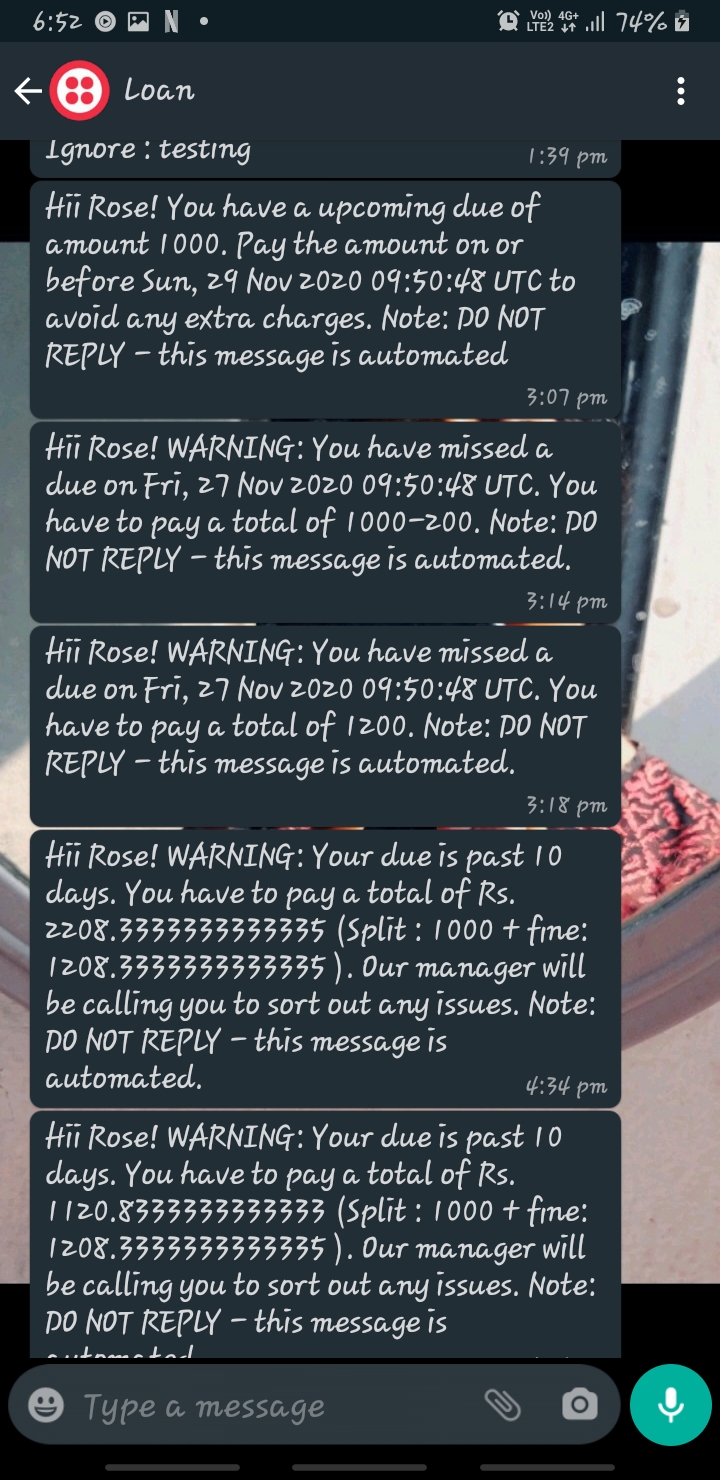 6:52
Vo)) 4G+
LTE2
74%
Loan
Ignore : testing
1:39 pm
Hii Rose! You have a upcoming due of
amount 1000. Pay the amount on or
before Sun, 29 Nov 2020 09:50:48 UTC to
avoid any extra charges. Note: DO NOT
REPLY - this message is automated
3:07 pm
Hii Rose! WARNING: You have missed a
due on Fri, 27 Nov 2020 09:50:48 UTC. You
have to pay a total of 1000-200. Note: DO
NOT REPLY - this message is automated.
3:14 pm
Hii Rose! WARNING: You have missed a
due on Fri, 27 Nov 2020 09:50:48 UTC. You
have to pay a total of 1200. Note: DO NOT
REPLY - this message is automated.
3:18 pm
Hii Rose! WARNING: Your due is past 10
days. You have to pay a total of Rs.
2208.3333333333335 (Split : 1000 + fine:
1208.3333333333335 ). Our manager will
be calling you to sort out any issues. Note:
DO NOT REPLY - this message is
automated.
4:34 pm
Hii Rose! WARNING: Your due is past 10
days. You have to pay a total of Rs.
1120.8333333333333 (Split : 1000 + fine:
1208.3333333333335 ). Our manager will
be calling you to sort out any issues. Note:
DO NOT REPLY - this message is
automated
Type a message